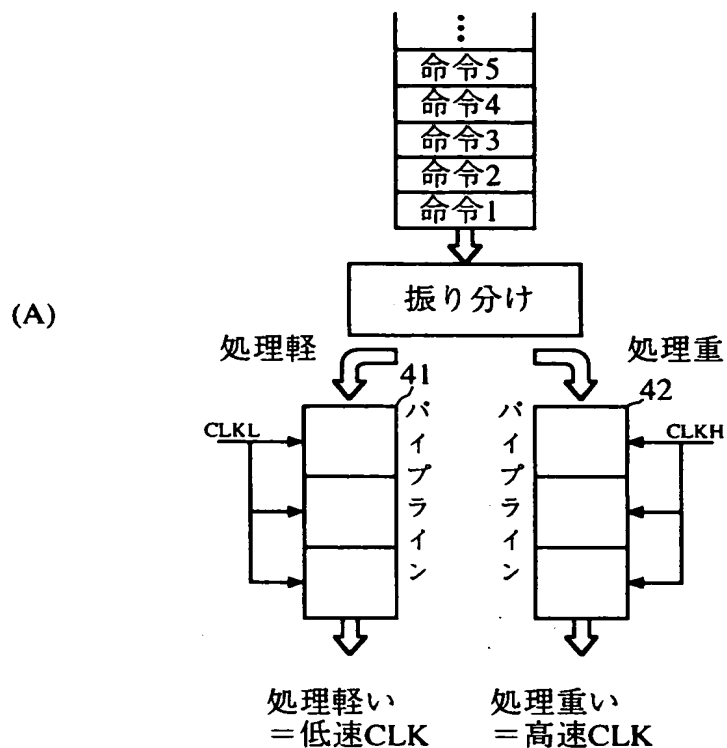 ⋮
命令5
命令4
命令3
命令2
命令1
振り分け
(A)
処理軽
処理重
41
42
CLKL
パイプライン
パイプライン
CLKH
処理軽い
＝低速CLK
処理重い
＝高速CLK